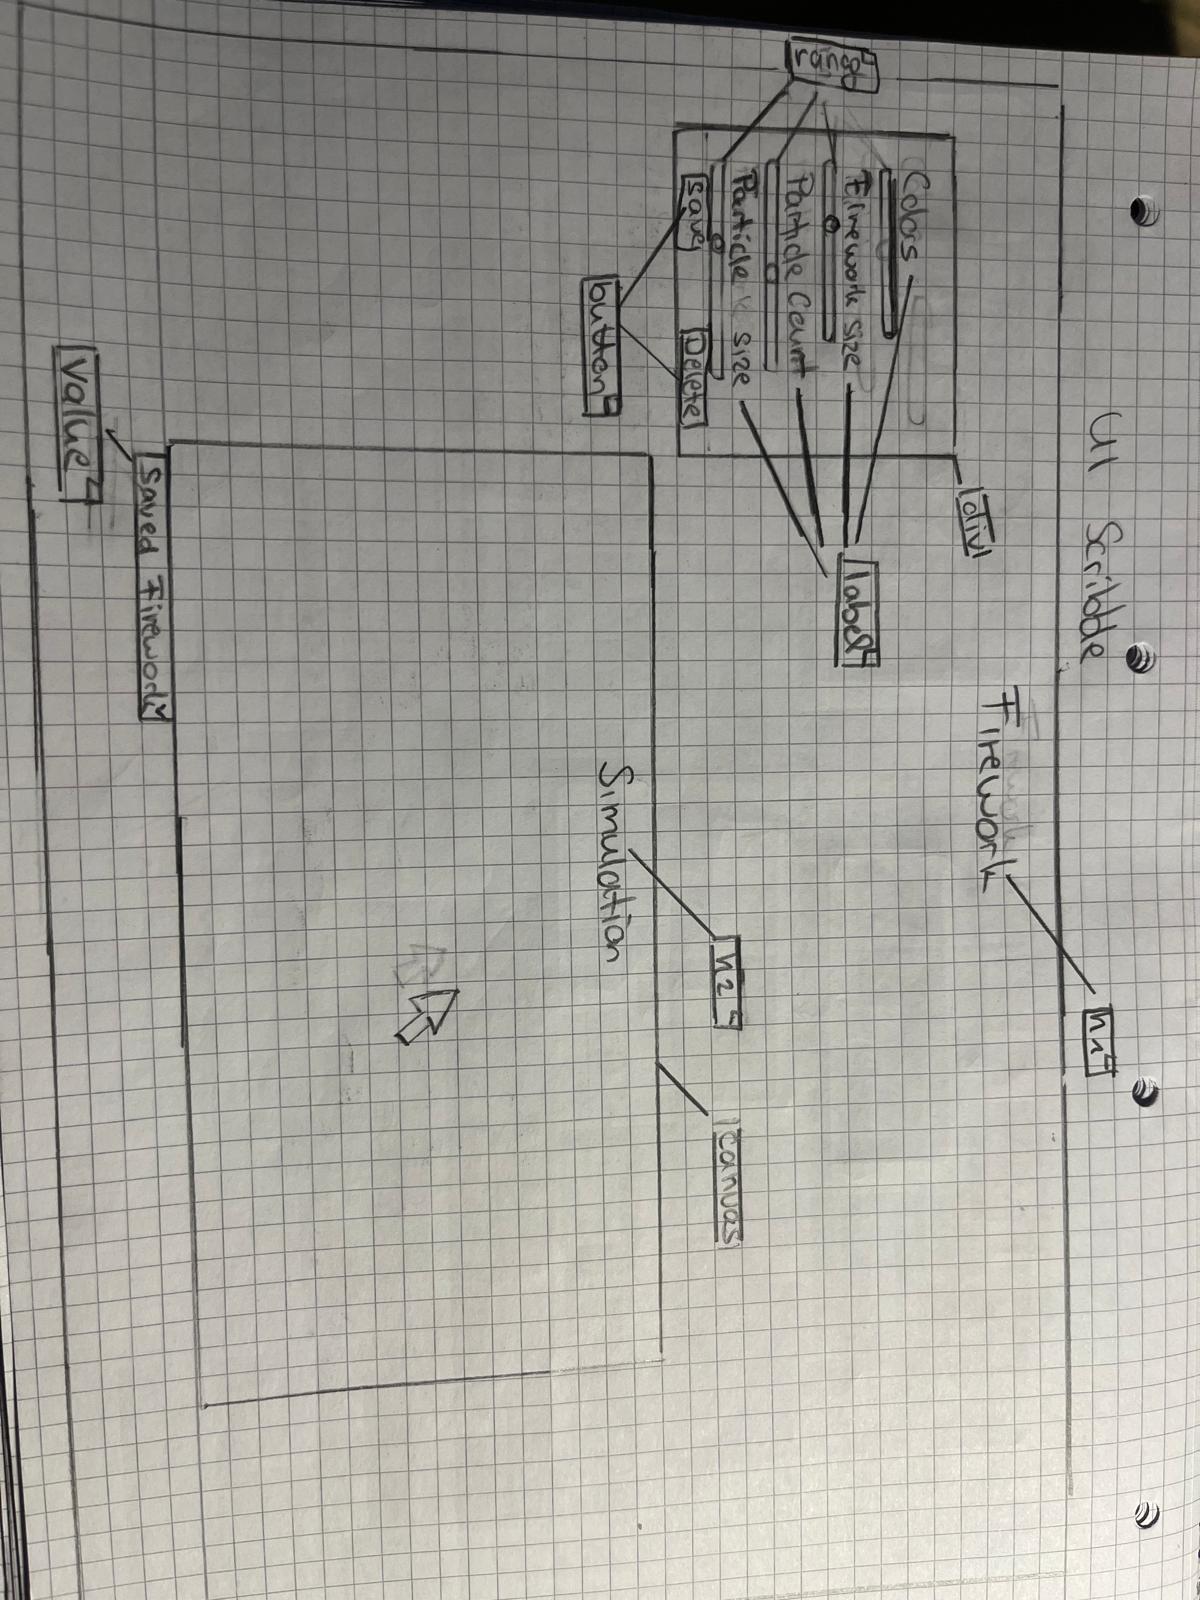 UI Scribble
h1
Firework
div
Colors
range
Firework Size
label
Particle Count
Particle Size
Save Delete
h2
canvas
button
Simulation
Saved Firework
Value